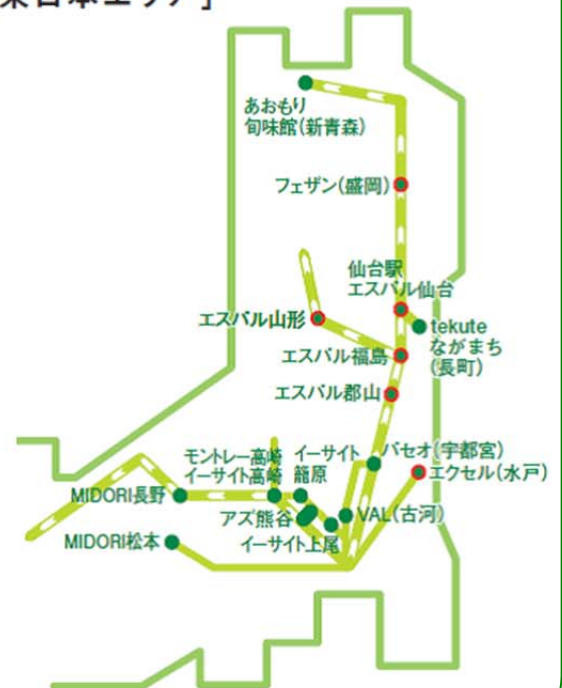 東日本エリア］
あおもり
旬味館(新青森)
フェザン(盛岡)
仙台駅
エスパル仙台
エスパル山形
tekute
ながまち
(長町)
エスパル福島
エスパル郡山
モントレー高崎
イーサイト高崎
イーサイト
籠原
パセオ(宇都宮)
エクセル(水戸)
MIDORI長野
アズ熊谷
VAL(古河)
イーサイト上尾
MIDORI松本